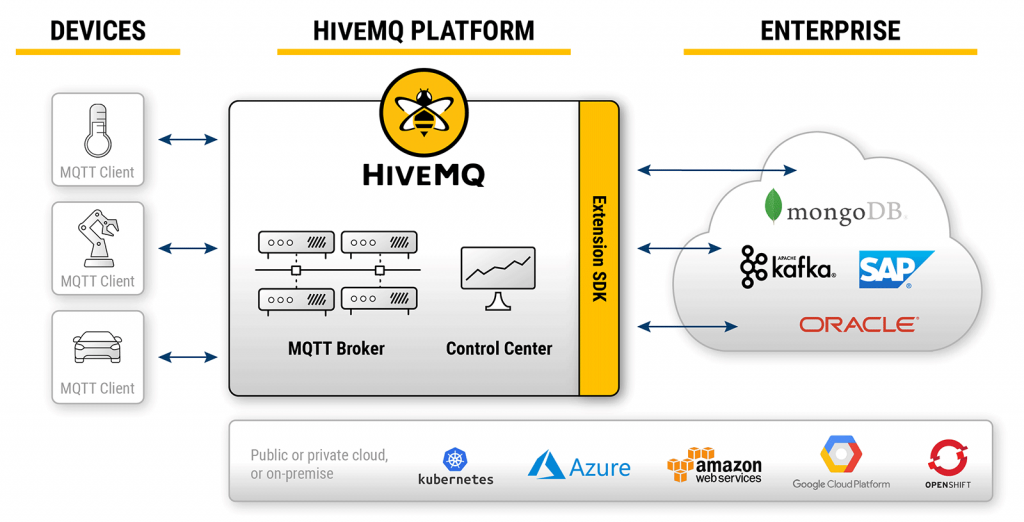 DEVICES
HIVEMQ PLATFORM
ENTERPRISE
MQTT Client
MQTT Client
MQTT Client
HIVEMQ
MQTT Broker
Control Center
Extension SDK
mongoDB®
APACHE
kafka®
SAP®
ORACLE®
Public or private cloud,
or on-premise
kubernetes
Azure
amazon
web services
Google Cloud Platform
OPENSHIFT